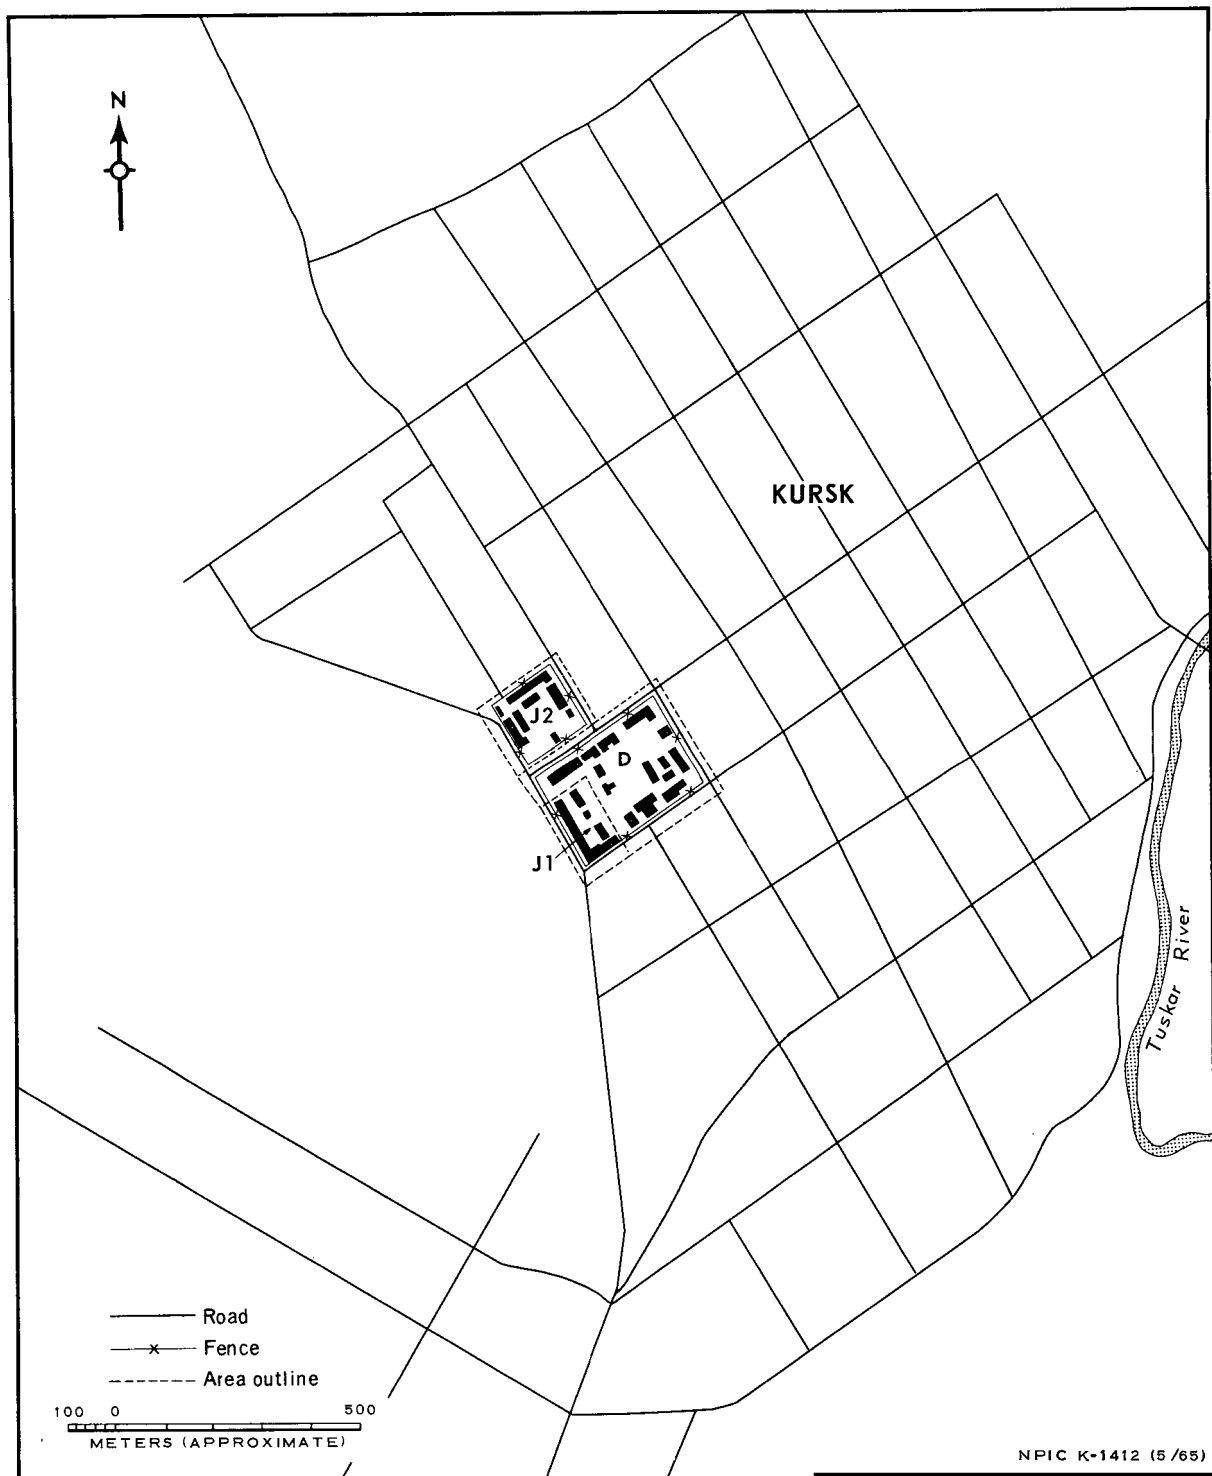 N
KURSK
J2
D
J1
Tuskar River
Road
Fence
Area outline
100 0 500
METERS (APPROXIMATE)
NPIC K-1412 (5/65)